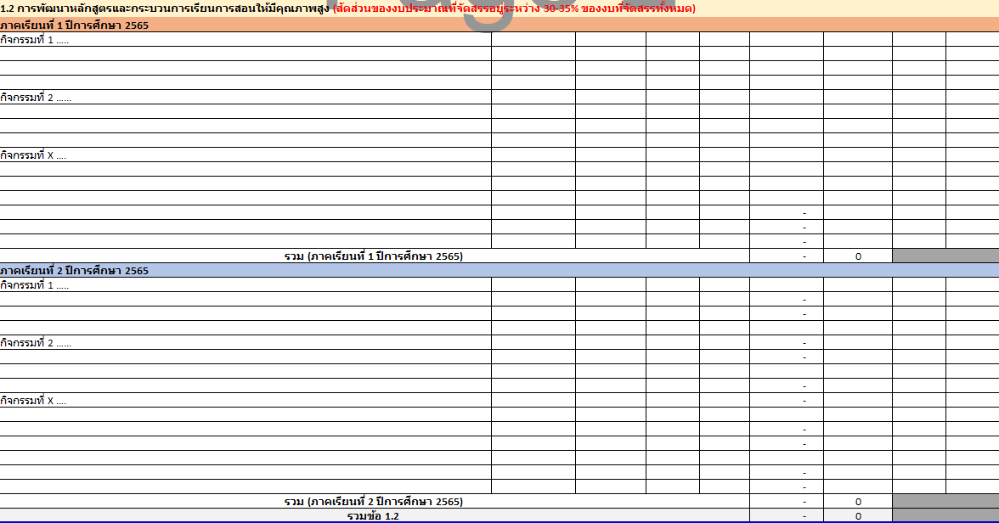 1.2 การพัฒนาหลักสูตรและกระบวนการเรียนการสอนให้มีคุณภาพสูง (สัดส่วนของงบประมาณที่จัดสรรอยู่ระหว่าง 30-35% ของงบที่จัดสรรทั้งหมด)
ภาคเรียนที่ 1 ปีการศึกษา 2565
กิจกรรมที่ 1 .....
กิจกรรมที่ 2 ......
กิจกรรมที่ X ....
-
-
-
รวม (ภาคเรียนที่ 1 ปีการศึกษา 2565) - 0
ภาคเรียนที่ 2 ปีการศึกษา 2565
กิจกรรมที่ 1 .....
-
-
กิจกรรมที่ 2 ...... -
-
-
กิจกรรมที่ X .... -
-
-
-
-
รวม (ภาคเรียนที่ 2 ปีการศึกษา 2565) - 0
รวมข้อ 1.2 - 0